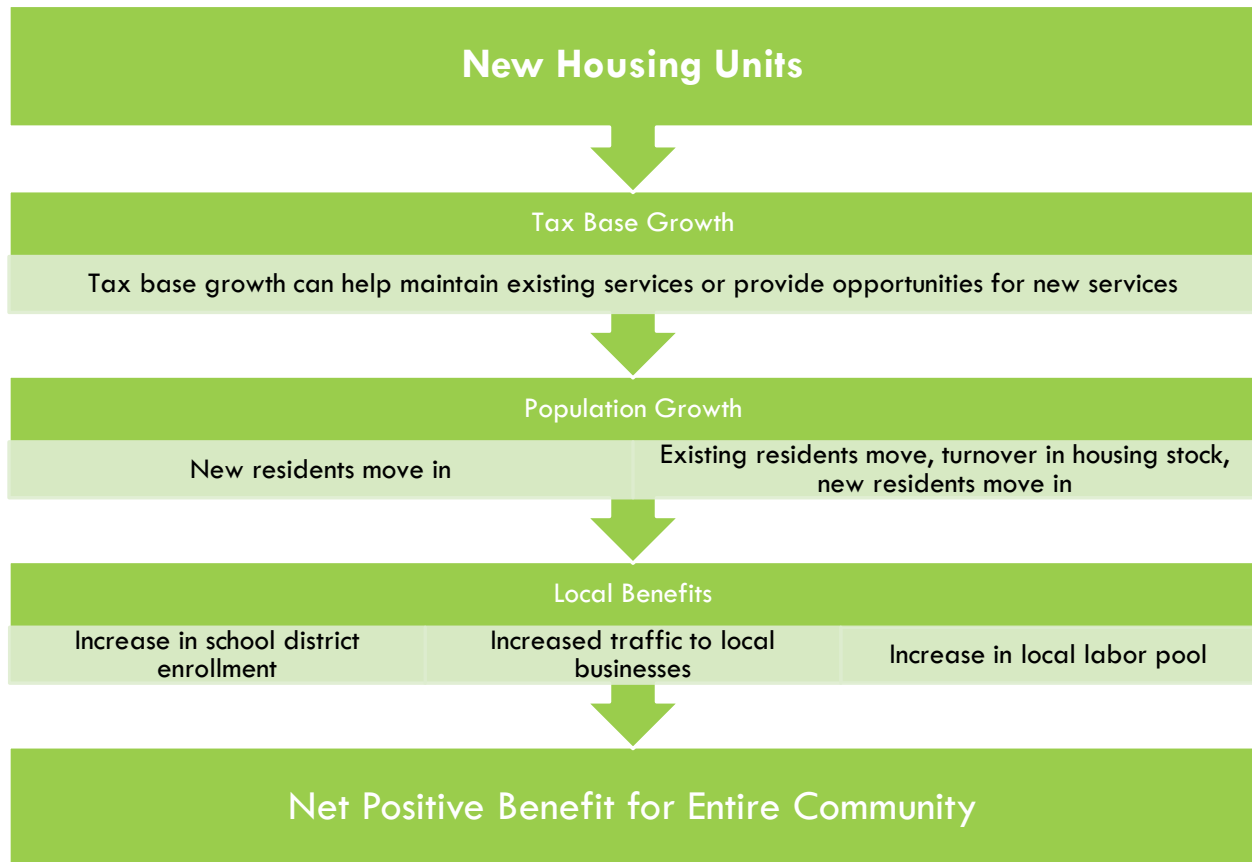 New Housing Units
Tax Base Growth
Tax base growth can help maintain existing services or provide opportunities for new services
Population Growth
New residents move in
Existing residents move, turnover in housing stock,
new residents move in
Local Benefits
Increase in school district
enrollment
Increased traffic to local
businesses
Increase in local labor pool
Net Positive Benefit for Entire Community